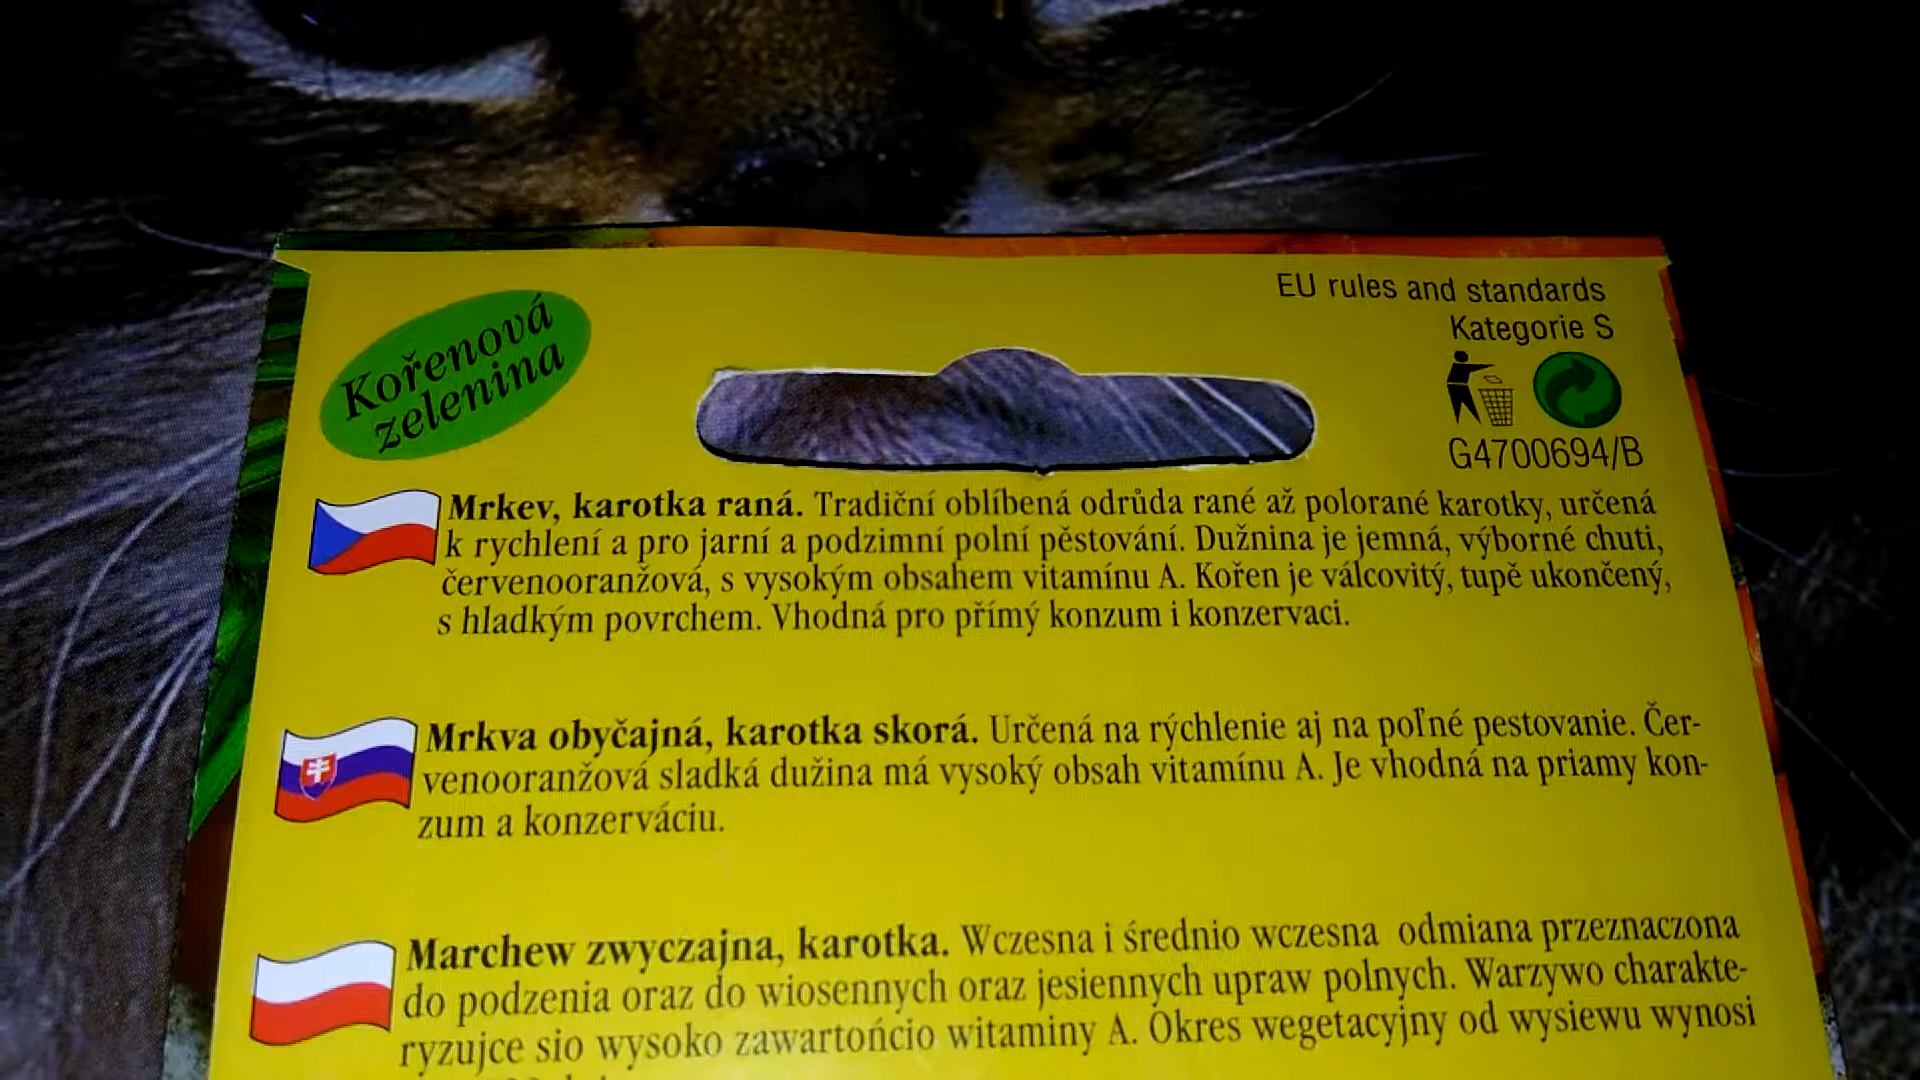 EU rules and standards
Kategorie S
Kořenová
zelenina
G4700694/B
Mrkev, karotka raná. Tradiční oblíbená odrůda rané až polorané karotky, určená
k rychlení a pro jarní a podzimní polní pěstování. Dužnina je jemná, výborné chuti,
červenooranžová, s vysokým obsahem vitamínu A. Kořen je válcovitý, tupě ukončený,
s hladkým povrchem. Vhodná pro přímý konzum i konzervaci.
Mrkva obyčajná, karotka skorá. Určená na rýchlenie aj na poľné pestovanie. Čer-
venooranžová sladká dužina má vysoký obsah vitamínu A. Je vhodná na priamy kon-
zum a konzerváciu.
Marchew zwyczajna, karotka. Wczesna i średnio wczesna odmiana przeznaczona
do podzenia oraz do wiosennych oraz jesiennych upraw polnych. Warzywo charakte-
ryzujce sio wysoko zawartońcio witaminy A. Okres wegetacyjny od wysiewu wynosi